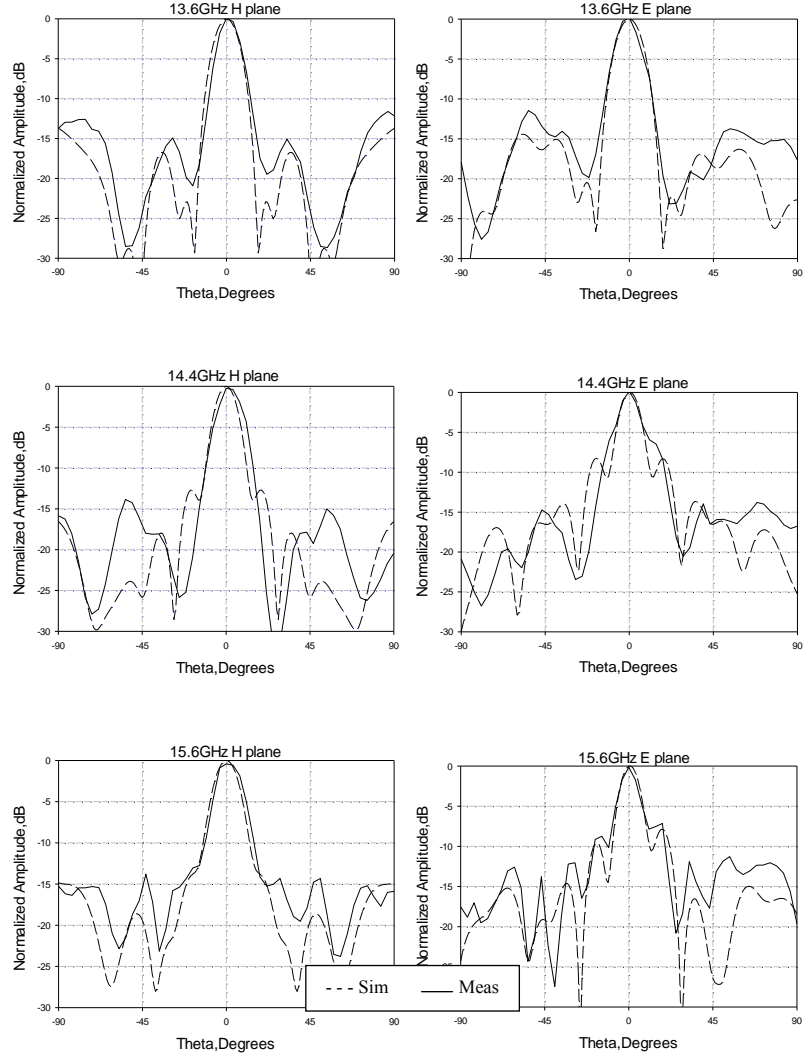 13.6GHz H plane
Normalized Amplitude,dB
0
-5
-10
-15
-20
-25
-30
-90 -45 0 45 90
Theta,Degrees
13.6GHz E plane
Normalized Amplitude,dB
0
-5
-10
-15
-20
-25
-30
-90 -45 0 45 90
Theta,Degrees
14.4GHz H plane
Normalized Amplitude,dB
0
-5
-10
-15
-20
-25
-30
-90 -45 0 45 90
Theta,Degrees
14.4GHz E plane
Normalized Amplitude,dB
0
-5
-10
-15
-20
-25
-30
-90 -45 0 45 90
Theta,Degrees
15.6GHz H plane
Normalized Amplitude,dB
0
-5
-10
-15
-20
-25
-30
-90 -45 0 45 90
Theta,Degrees
15.6GHz E plane
Normalized Amplitude,dB
0
-5
-10
-15
-20
-30
-90 -45 0 45 90
Theta,Degrees
Sim Meas